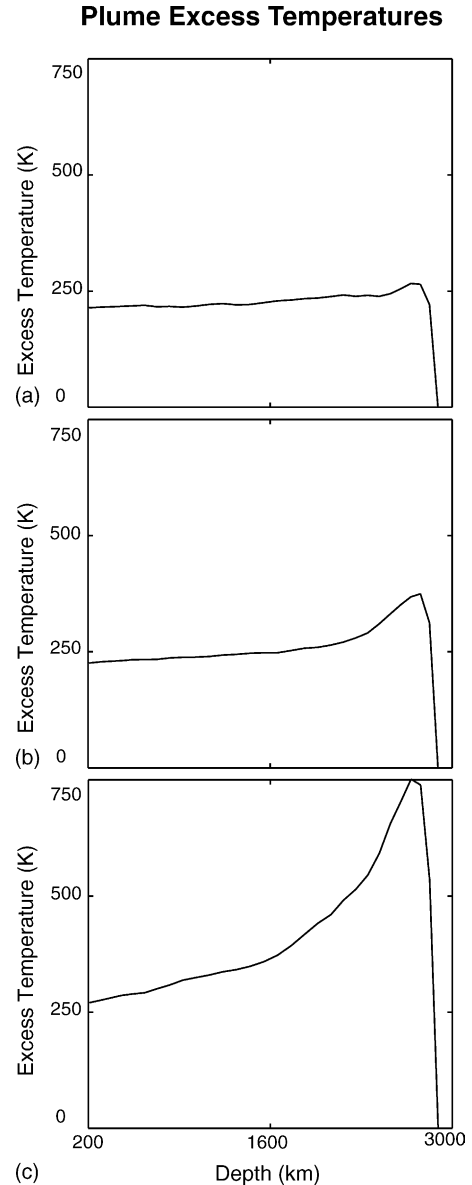 Plume Excess Temperatures
750
500
250
0
Excess Temperature (K)
(a)
750
500
250
0
Excess Temperature (K)
(b)
750
500
250
0
Excess Temperature (K)
200 1600 3000
(c) Depth (km)